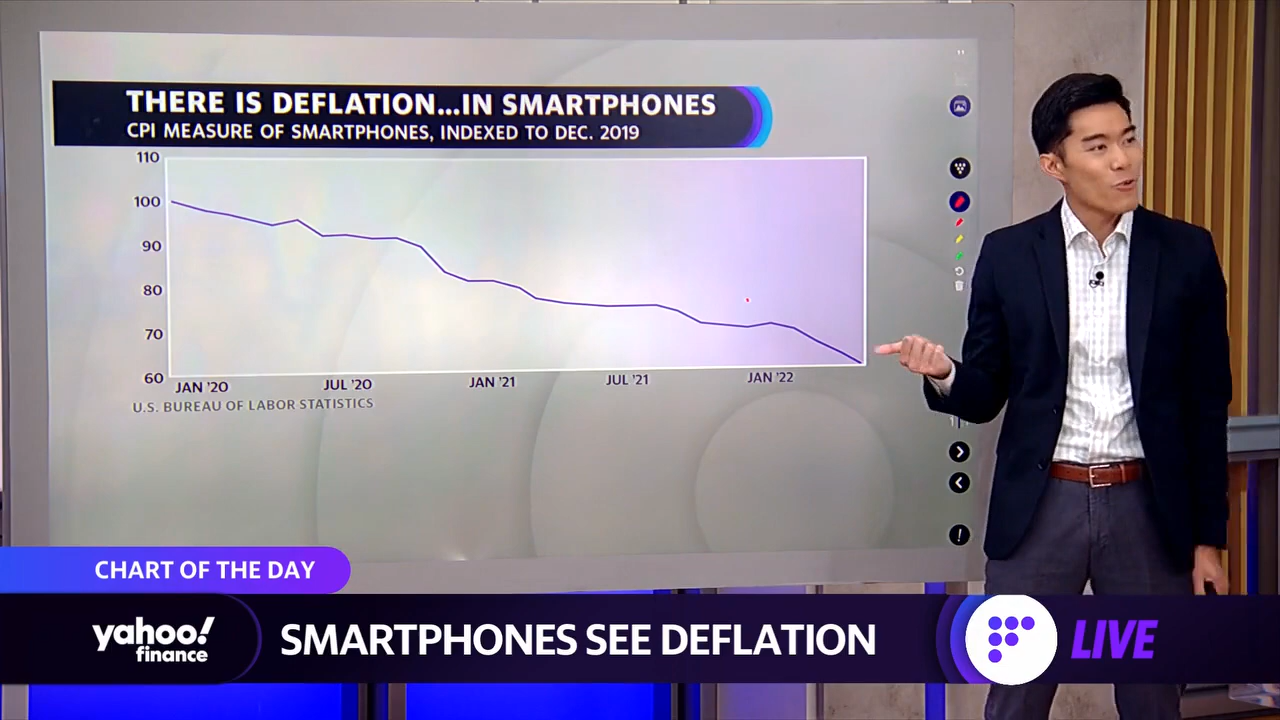 THERE IS DEFLATION...IN SMARTPHONES
CPI MEASURE OF SMARTPHONES, INDEXED TO DEC. 2019
110
100
90
80
70
60
JAN '20 JUL '20 JAN '21 JUL '21 JAN '22
U.S. BUREAU OF LABOR STATISTICS
CHART OF THE DAY
yahoo!
finance
SMARTPHONES SEE DEFLATION
LIVE